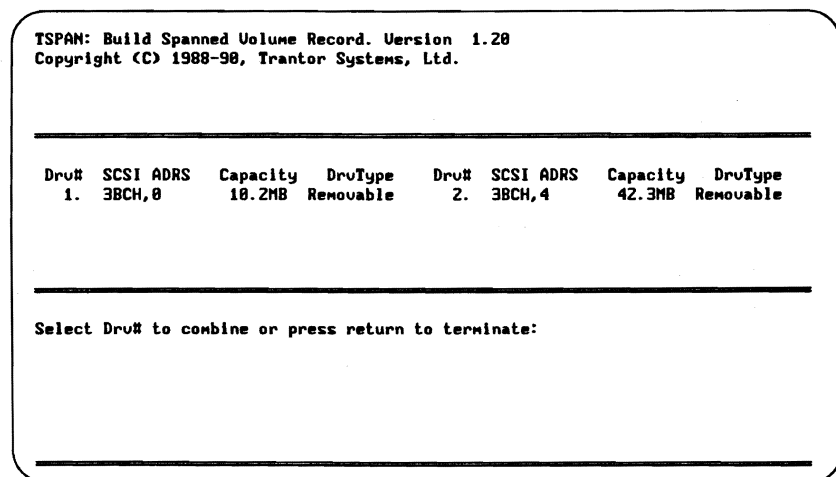 TSPAN: Build Spanned Volume Record. Version 1.20
Copyright (C) 1988-90, Trantor Systems, Ltd.
Drv# SCSI ADRS Capacity DrvType Drv# SCSI ADRS Capacity DrvType
1. 3BCH,0 10.2MB Removable 2. 3BCH,4 42.3MB Removable
Select Drv# to combine or press return to terminate: